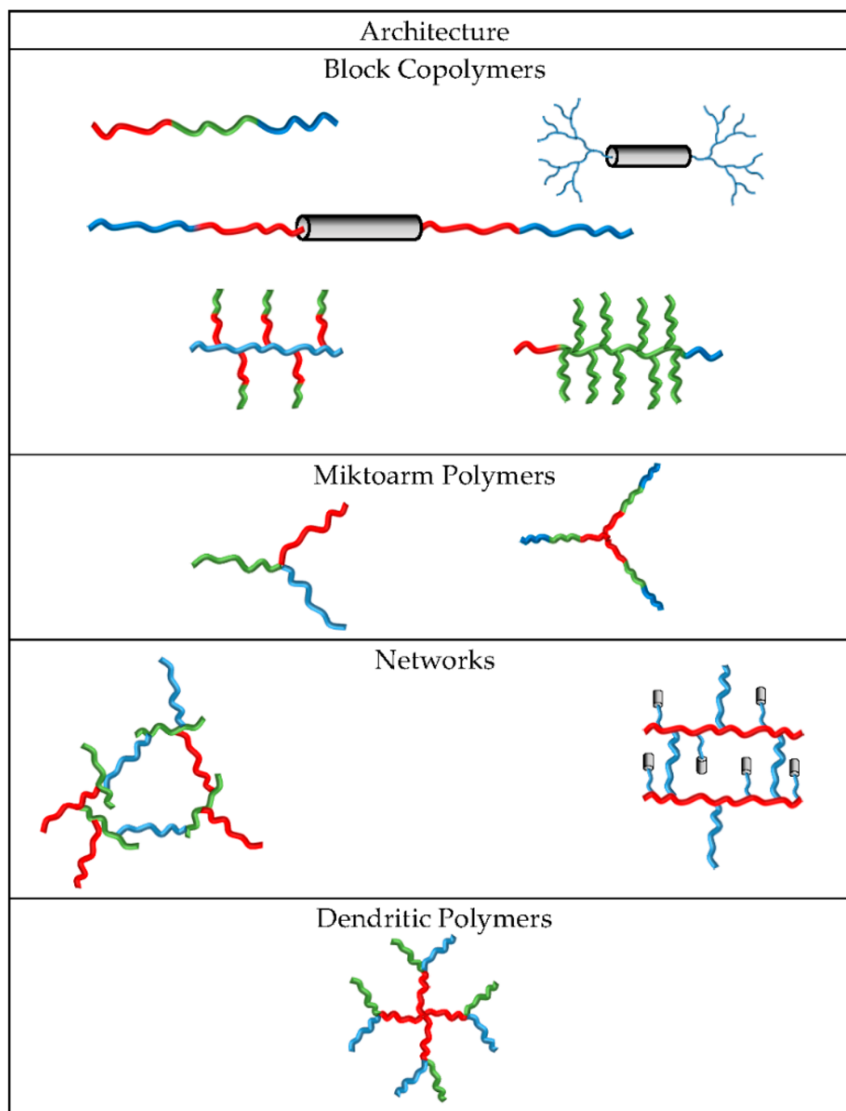 Architecture
Block Copolymers
Miktoarm Polymers
Networks
Dendritic Polymers